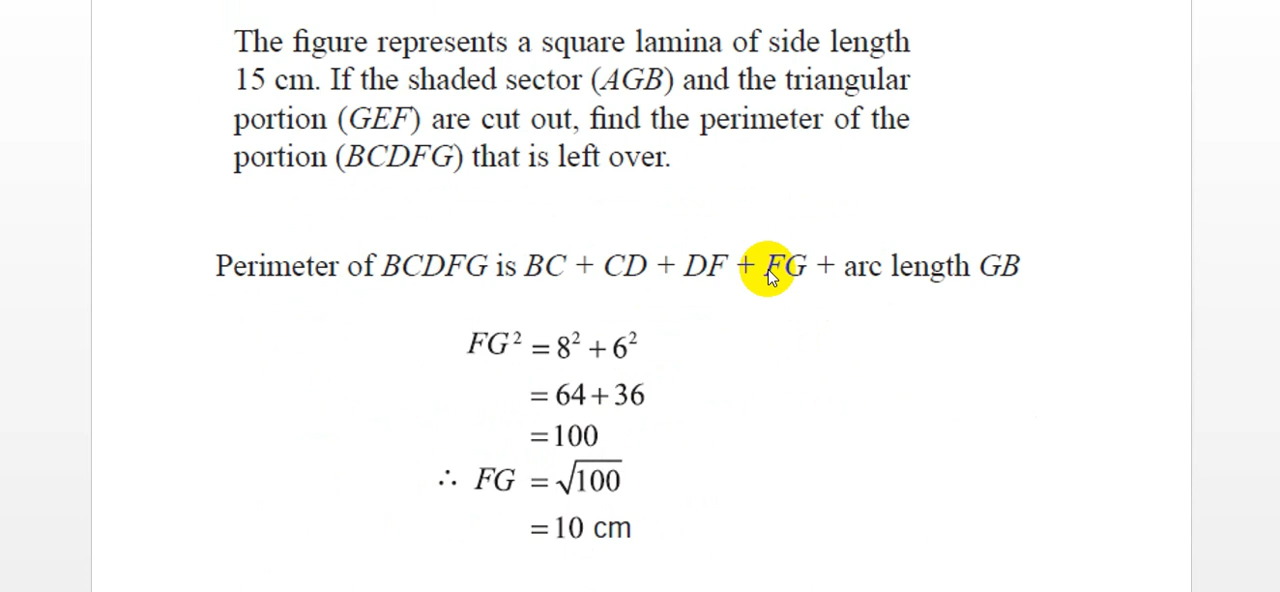 The figure represents a square lamina of side length
15 cm. If the shaded sector (AGB) and the triangular
portion (GEF) are cut out, find the perimeter of the
portion (BCDFG) that is left over.
Perimeter of BCDFG is BC + CD + DF + FG + arc length GB
FG² = 8² + 6²
= 64 + 36
= 100
∴ FG = √100
= 10 cm